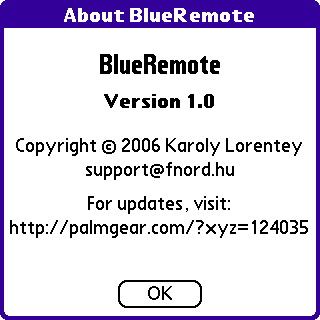 About BlueRemote
BlueRemote
Version 1.0
Copyright © 2006 Karoly Lorentey
support@fnord.hu
For updates, visit:
http://palmgear.com/?xyz=124035
OK